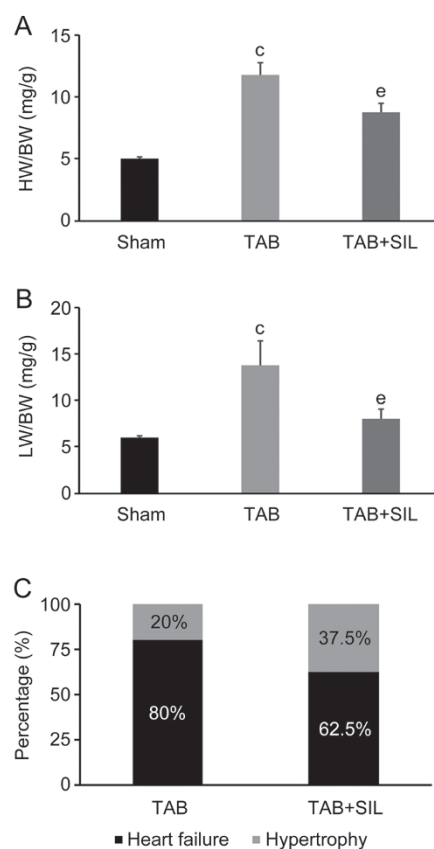 A
15
10
5
0
HW/BW (mg/g)
c
e
Sham TAB TAB+SIL
B
20
15
10
5
0
LW/BW (mg/g)
c
e
Sham TAB TAB+SIL
C
100
75
50
25
0
Percentage (%)
20%
80%
37.5%
62.5%
TAB TAB+SIL
Heart failure Hypertrophy